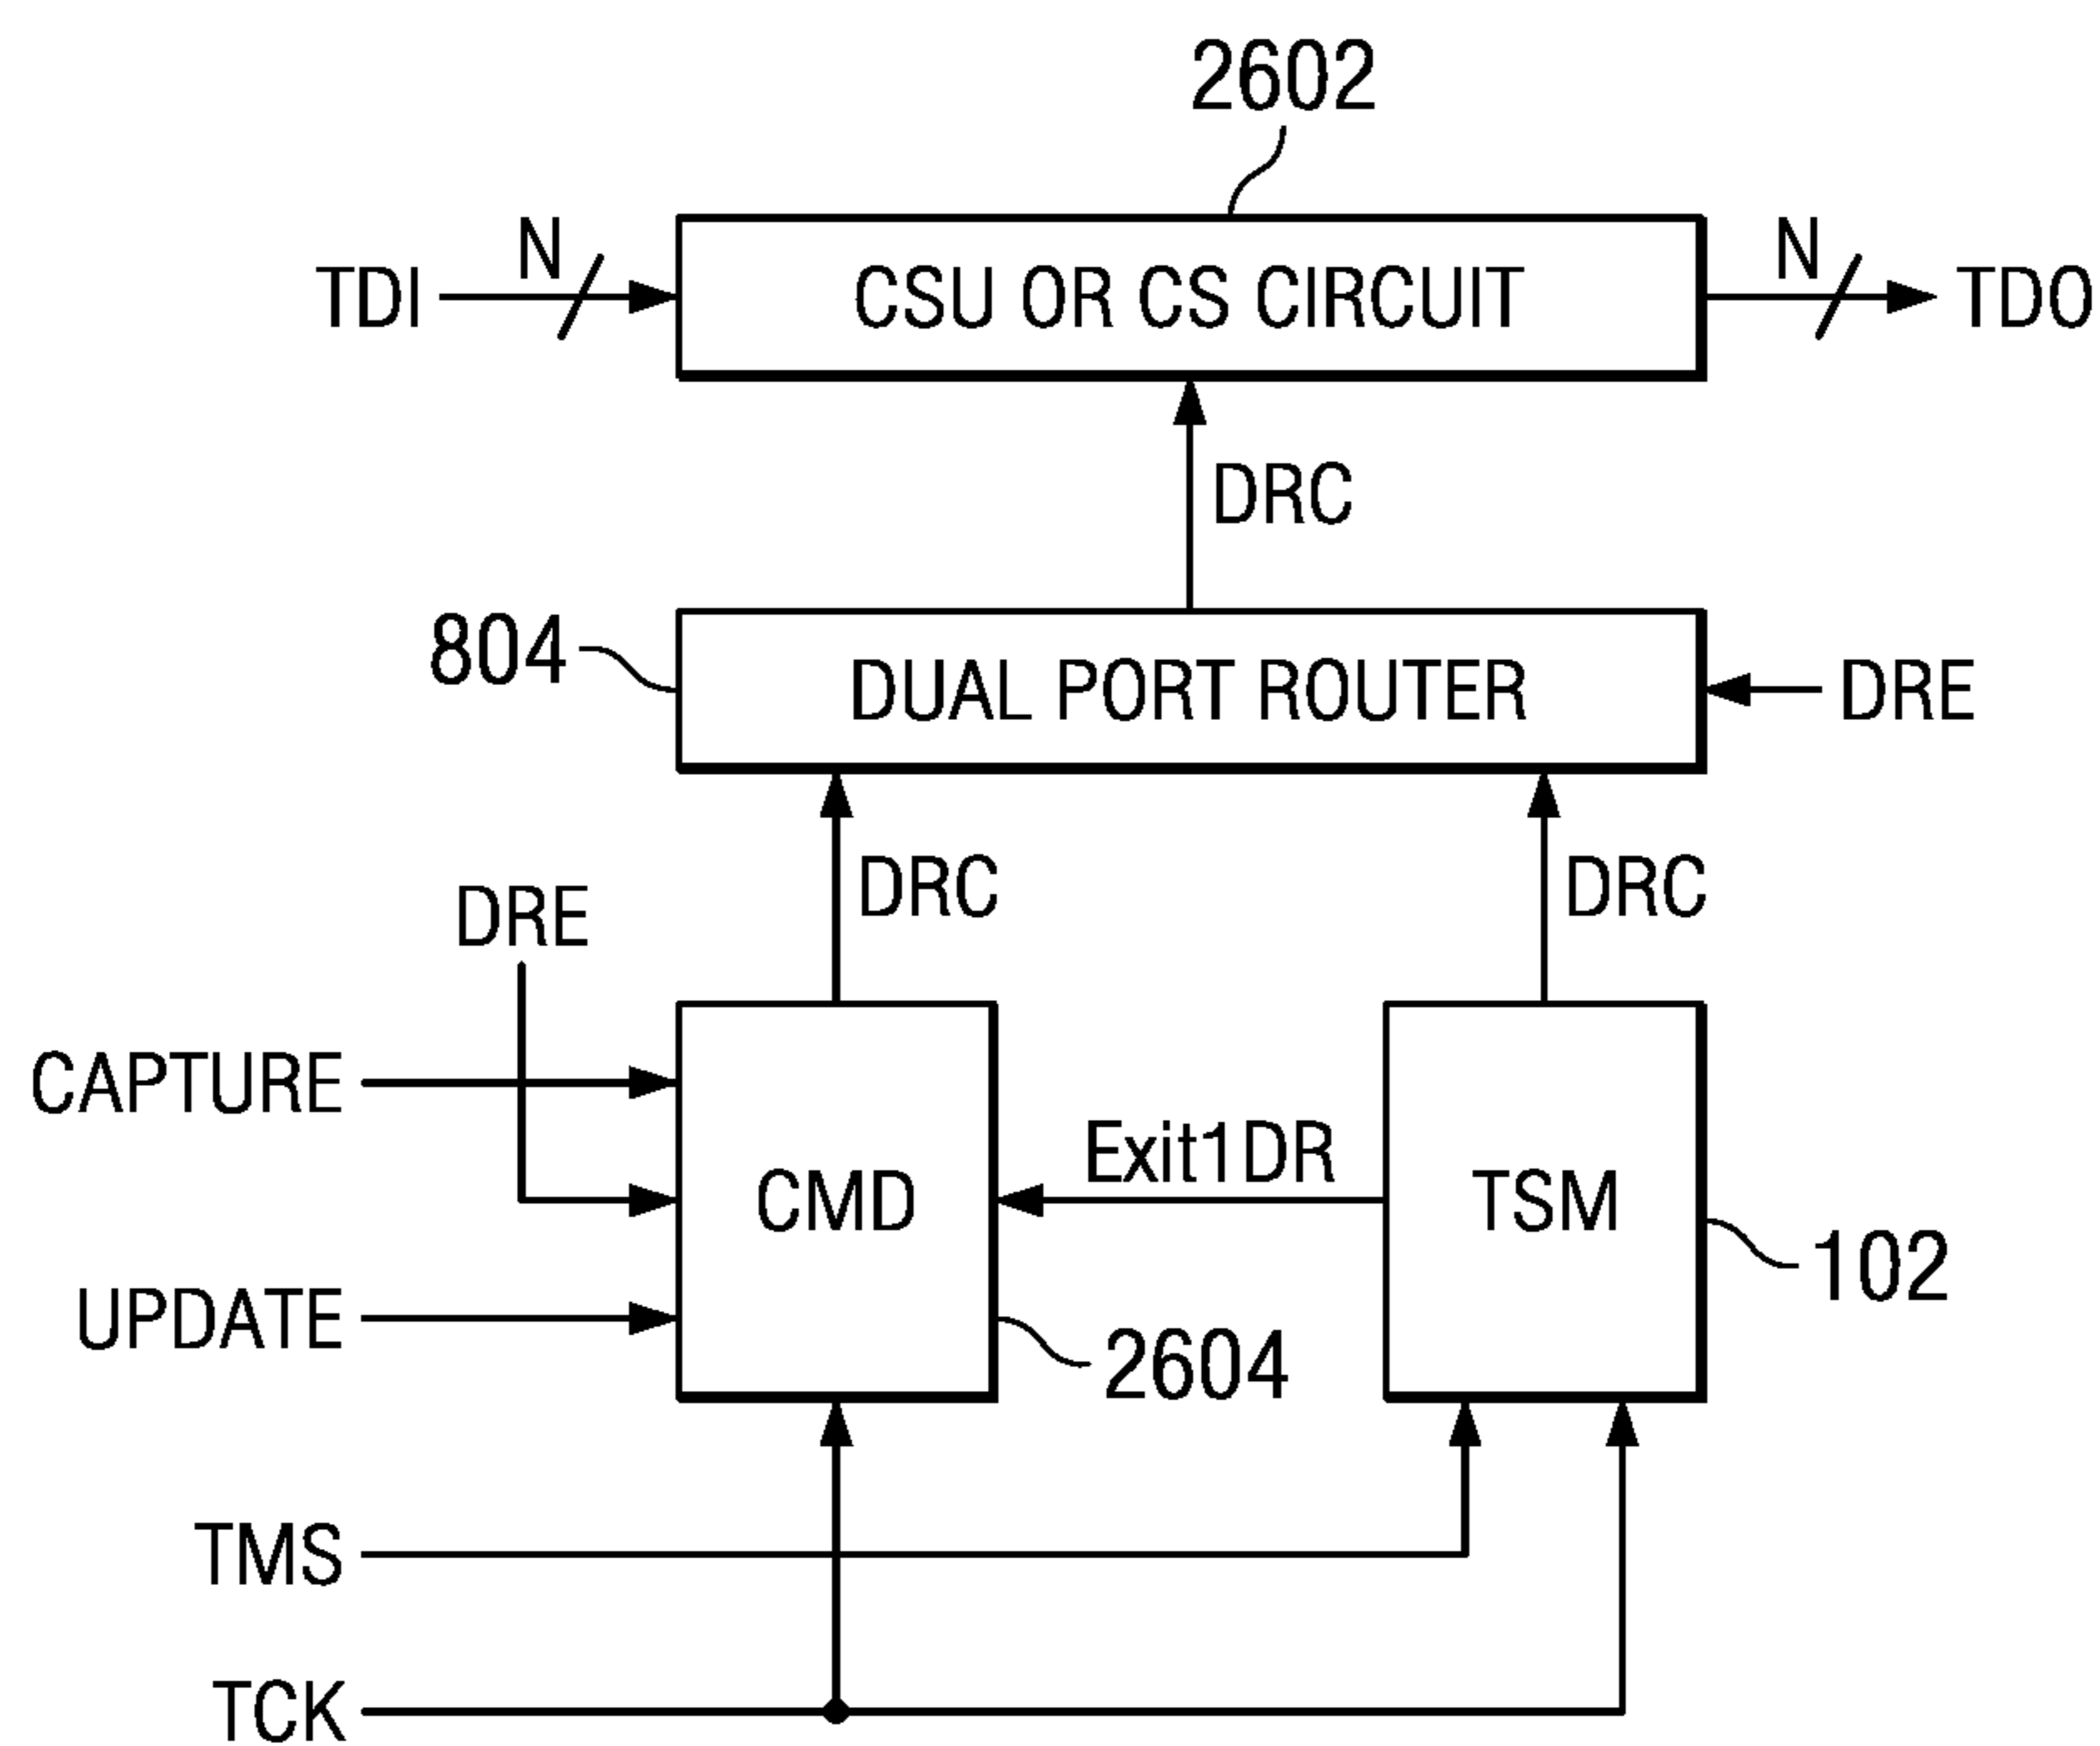 2602
N
N
TDI
CSU OR CS CIRCUIT
TDO
DRC
804
DUAL PORT ROUTER
DRE
DRC
DRC
DRE
CAPTURE
Exit1DR
CMD
TSM
102
UPDATE
2604
TMS
TCK